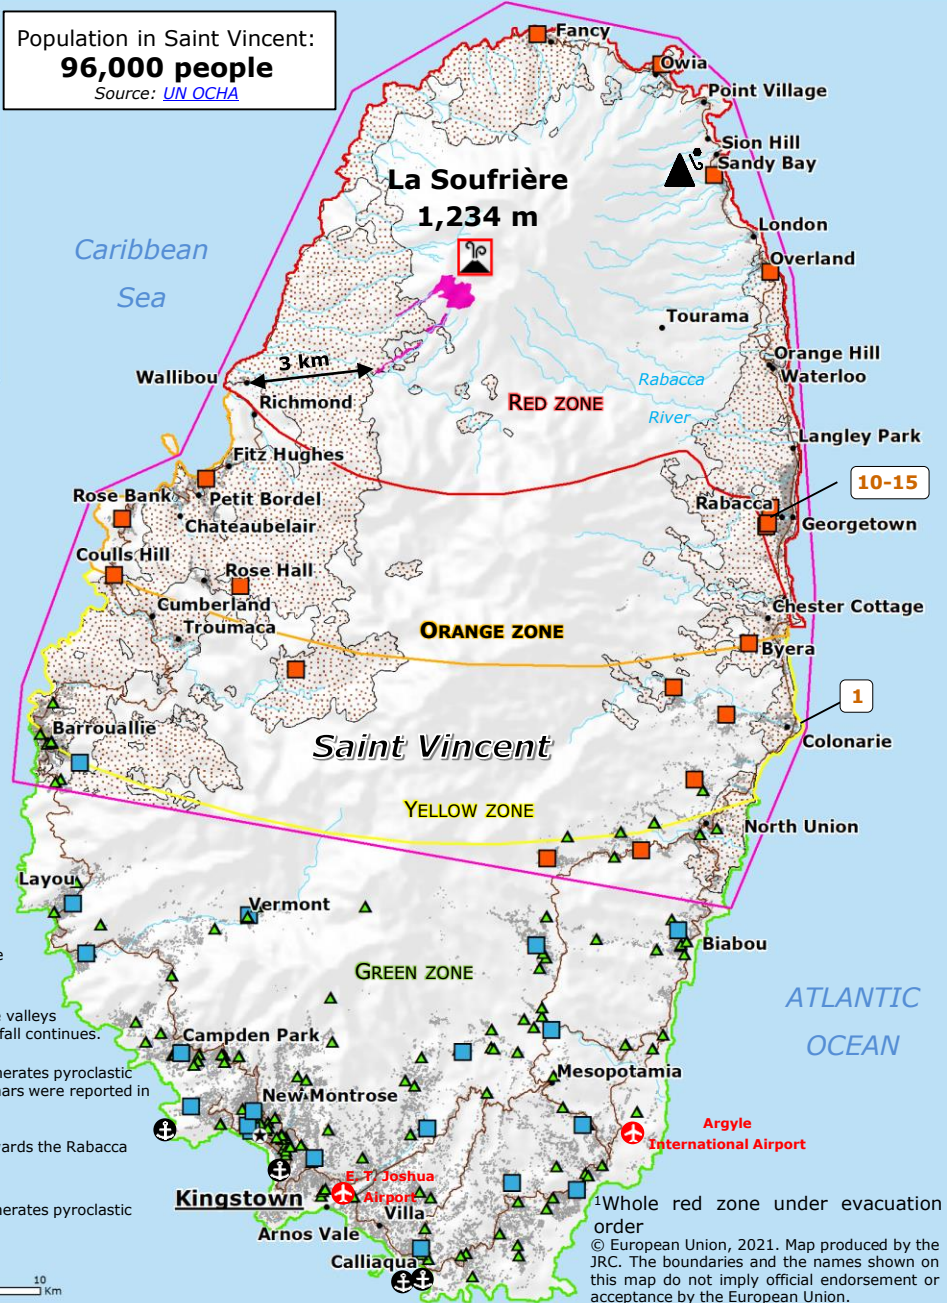 Population in Saint Vincent:
96,000 people
Source: UN OCHA
Fancy
Owia
Point Village
Sion Hill
Sandy Bay
La Soufrière
1,234 m
London
Overland
Caribbean
Sea
Tourama
Orange Hill
Waterloo
3 km
Wallibou
Richmond
Rabacca
River
RED ZONE
Langley Park
Fitz Hughes
10-15
Rose Bank
Petit Bordel
Rabacca
Georgetown
Chateaubelair
Coulls Hill
Rose Hall
Cumberland
Chester Cottage
Troumaca
ORANGE ZONE
Byera
1
Barrouallie
Saint Vincent
Colonarie
YELLOW ZONE
North Union
Layou
Vermont
Biabou
e
GREEN ZONE
ATLANTIC
OCEAN
e valleys
fall continues.
Campden Park
Mesopotamia
nerates pyroclastic
hars were reported in
New Montrose
Argyle
International Airport
wards the Rabacca
E. T. Joshua
Airport
Kingstown
nerates pyroclastic
Villa
Arnos Vale
Calliaqua
10
Km
¹Whole red zone under evacuation
order
© European Union, 2021. Map produced by the
JRC. The boundaries and the names shown on
this map do not imply official endorsement or
acceptance by the European Union.